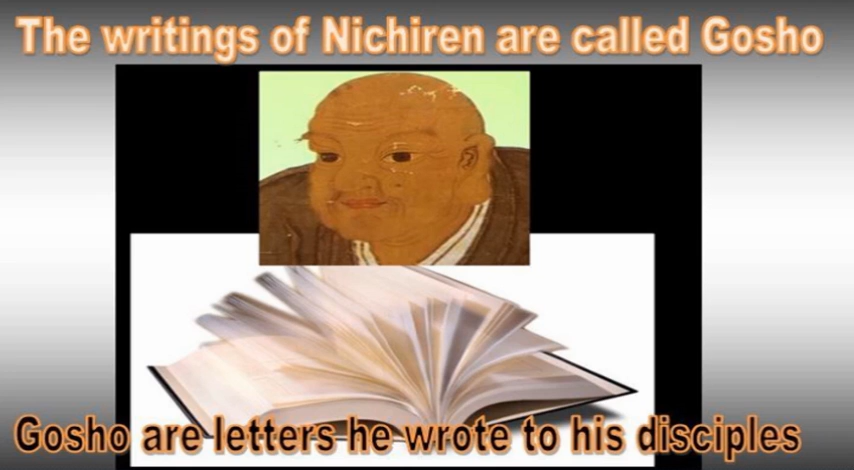 The writings of Nichiren are called Gosho
Gosho are letters he wrote to his disciples